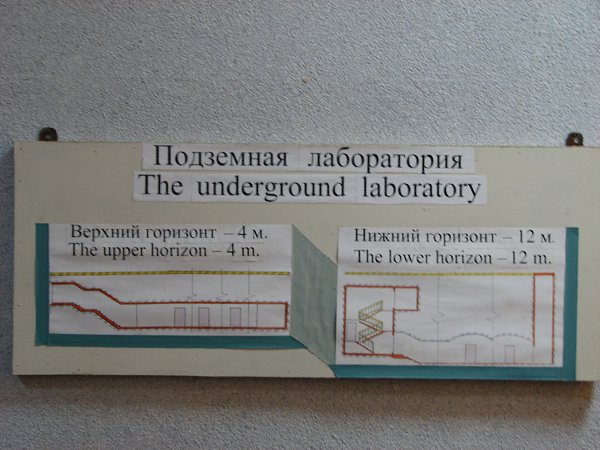 Подземная лаборатория
The underground laboratory
Верхний горизонт – 4 м.
The upper horizon – 4 m.
Нижний горизонт – 12 м.
The lower horizon – 12 m.